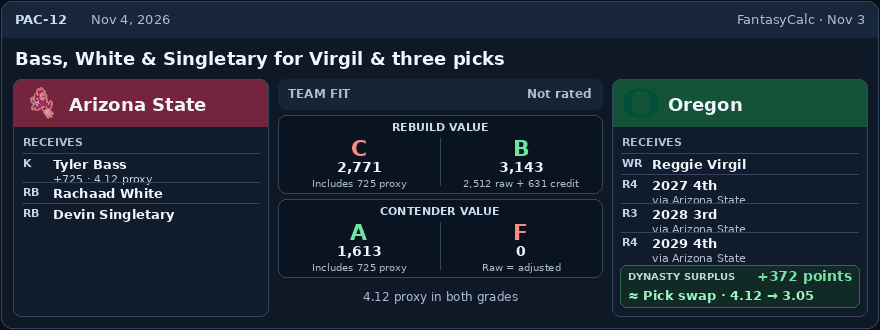 PAC-12 Nov 4, 2026 FantasyCalc · Nov 3
Bass, White & Singletary for Virgil & three picks
Arizona State
RECEIVES
K Tyler Bass
+725 · 4.12 proxy
RB Rachaad White
RB Devin Singletary
TEAM FIT Not rated
REBUILD VALUE
C B
2,771 3,143
Includes 725 proxy 2,512 raw + 631 credit
CONTENDER VALUE
A F
1,613 0
Includes 725 proxy Raw = adjusted
4.12 proxy in both grades
Oregon
RECEIVES
WR Reggie Virgil
R4 2027 4th
via Arizona State
R3 2028 3rd
via Arizona State
R4 2029 4th
via Arizona State
DYNASTY SURPLUS +372 points
≈ Pick swap · 4.12 → 3.05